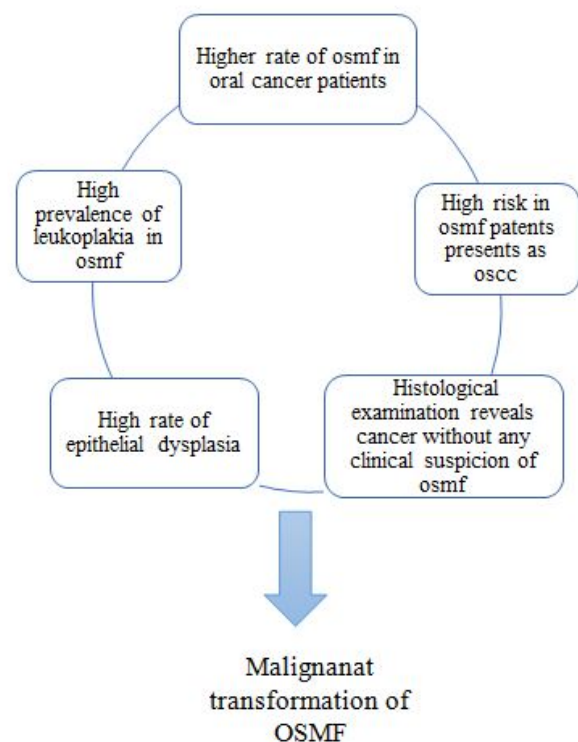 Higher rate of osmf in
oral cancer patients
High
prevalence of
leukoplakia in
osmf
High risk in
osmf patents
presents as
oscc
High rate of
epithelial dysplasia
Histological
examination reveals
cancer without any
clinical suspicion of
osmf
Malignanat
transformation of
OSMF